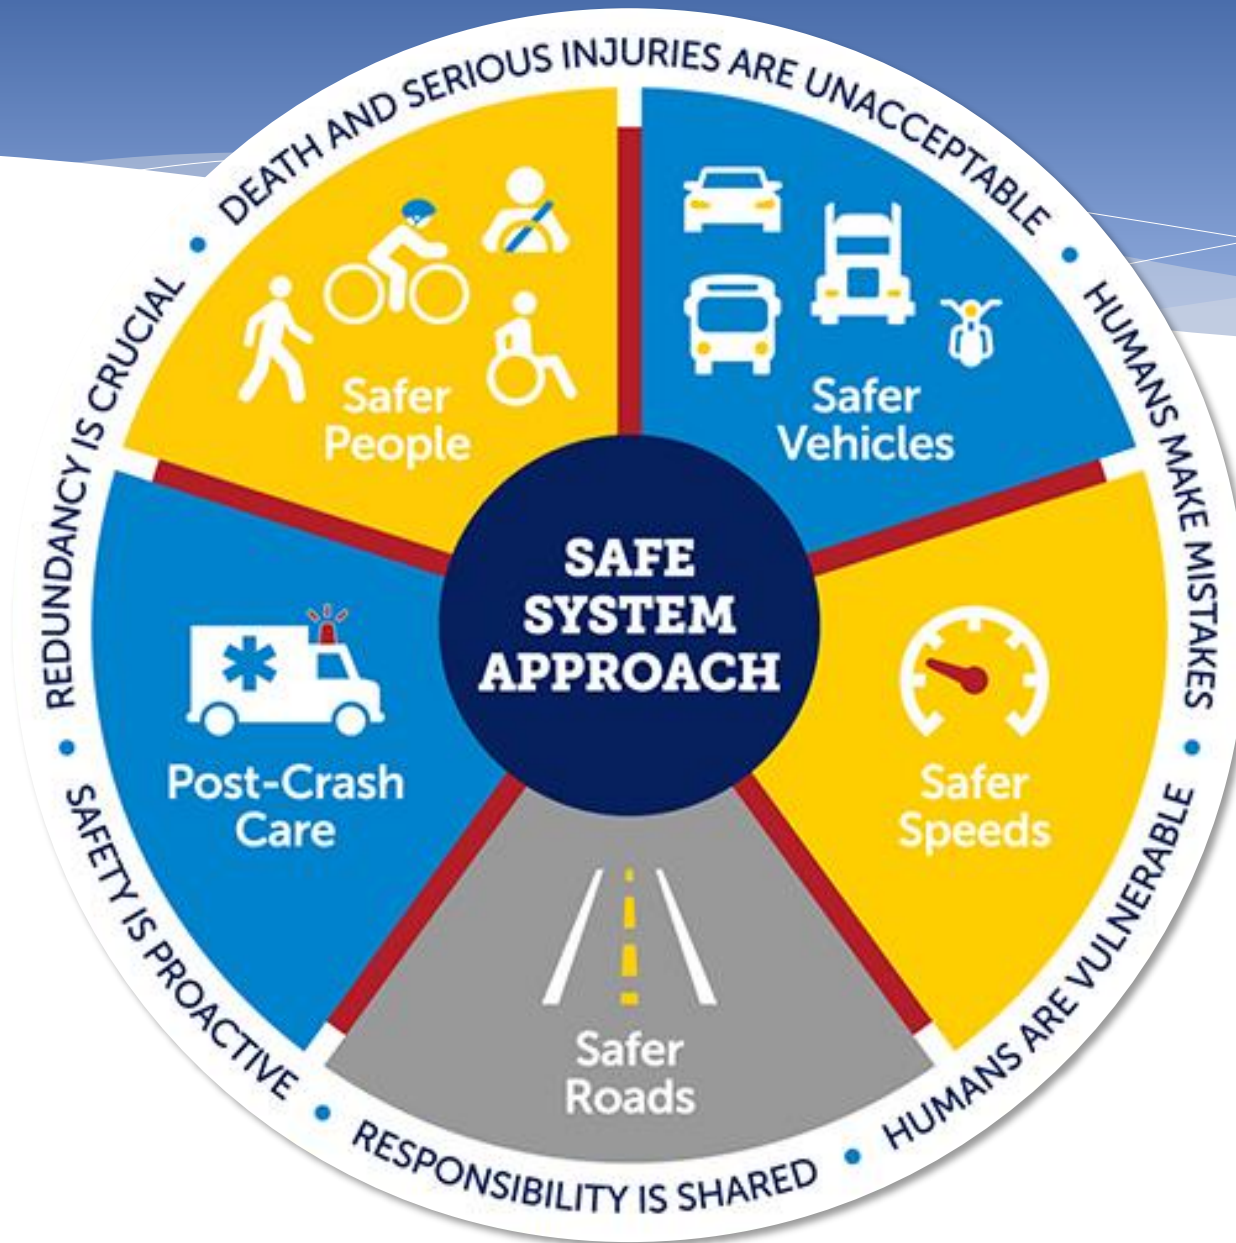 DEATH AND SERIOUS INJURIES ARE UNACCEPTABLE
HUMANS MAKE MISTAKES
HUMANS ARE VULNERABLE
RESPONSIBILITY IS SHARED
SAFETY IS PROACTIVE
REDUNDANCY IS CRUCIAL
Safer
People
Safer
Vehicles
SAFE
SYSTEM
APPROACH
Post-Crash
Care
Safer
Speeds
Safer
Roads